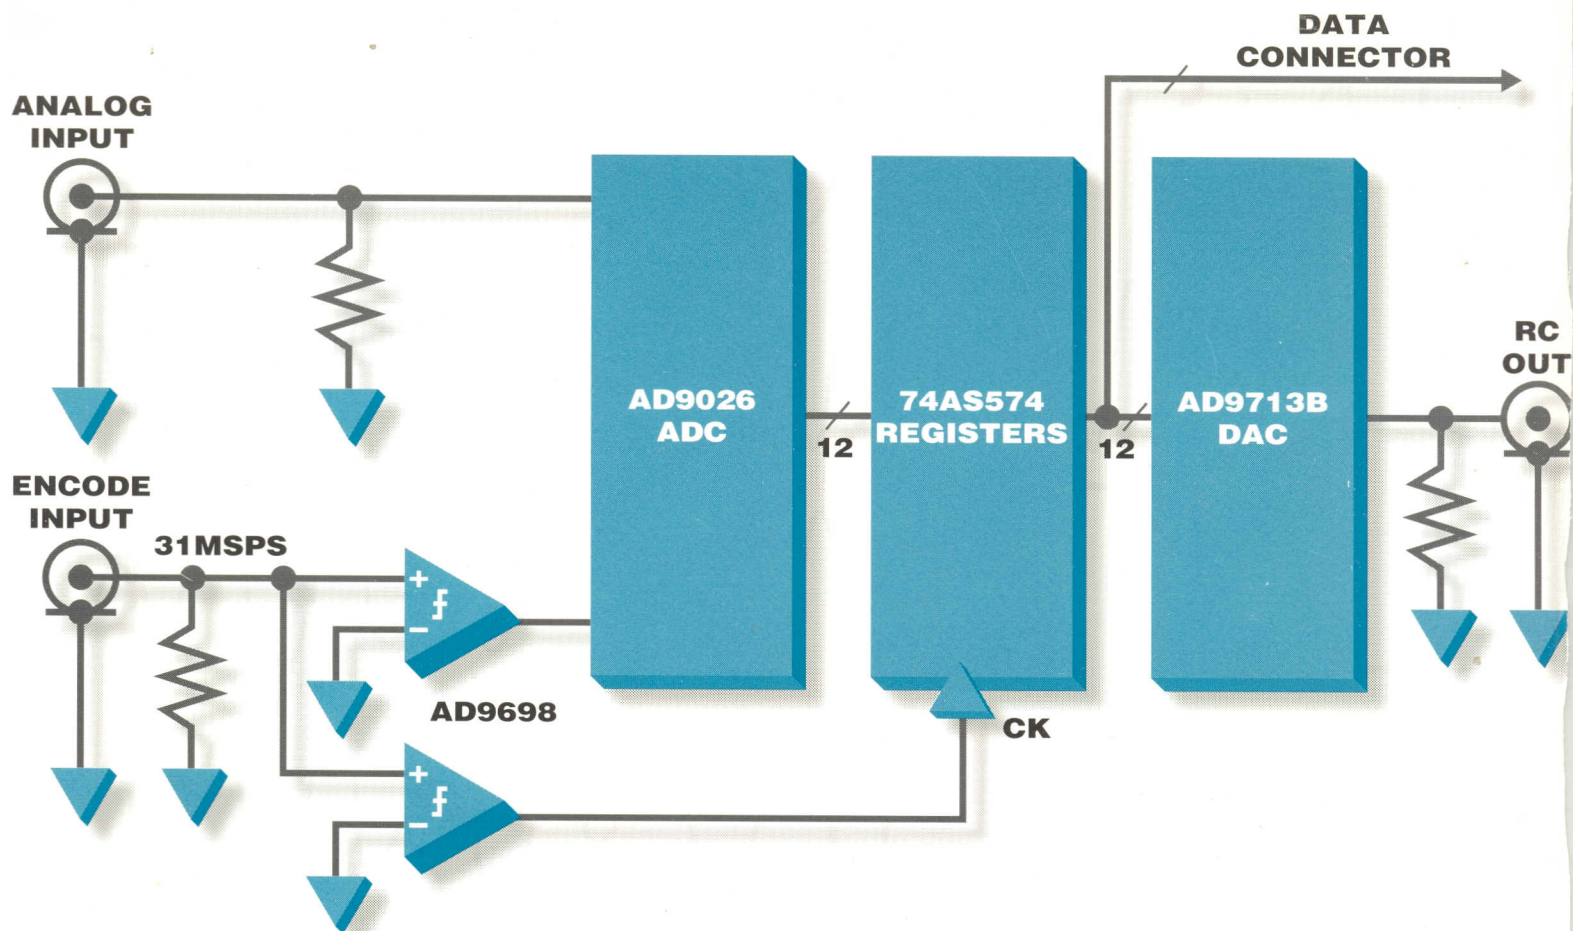 DATA
CONNECTOR
ANALOG
INPUT
RC
OUT
AD9026
ADC
74AS574
REGISTERS
AD9713B
DAC
12
12
ENCODE
INPUT
31MSPS
+
−
AD9698
CK
+
−